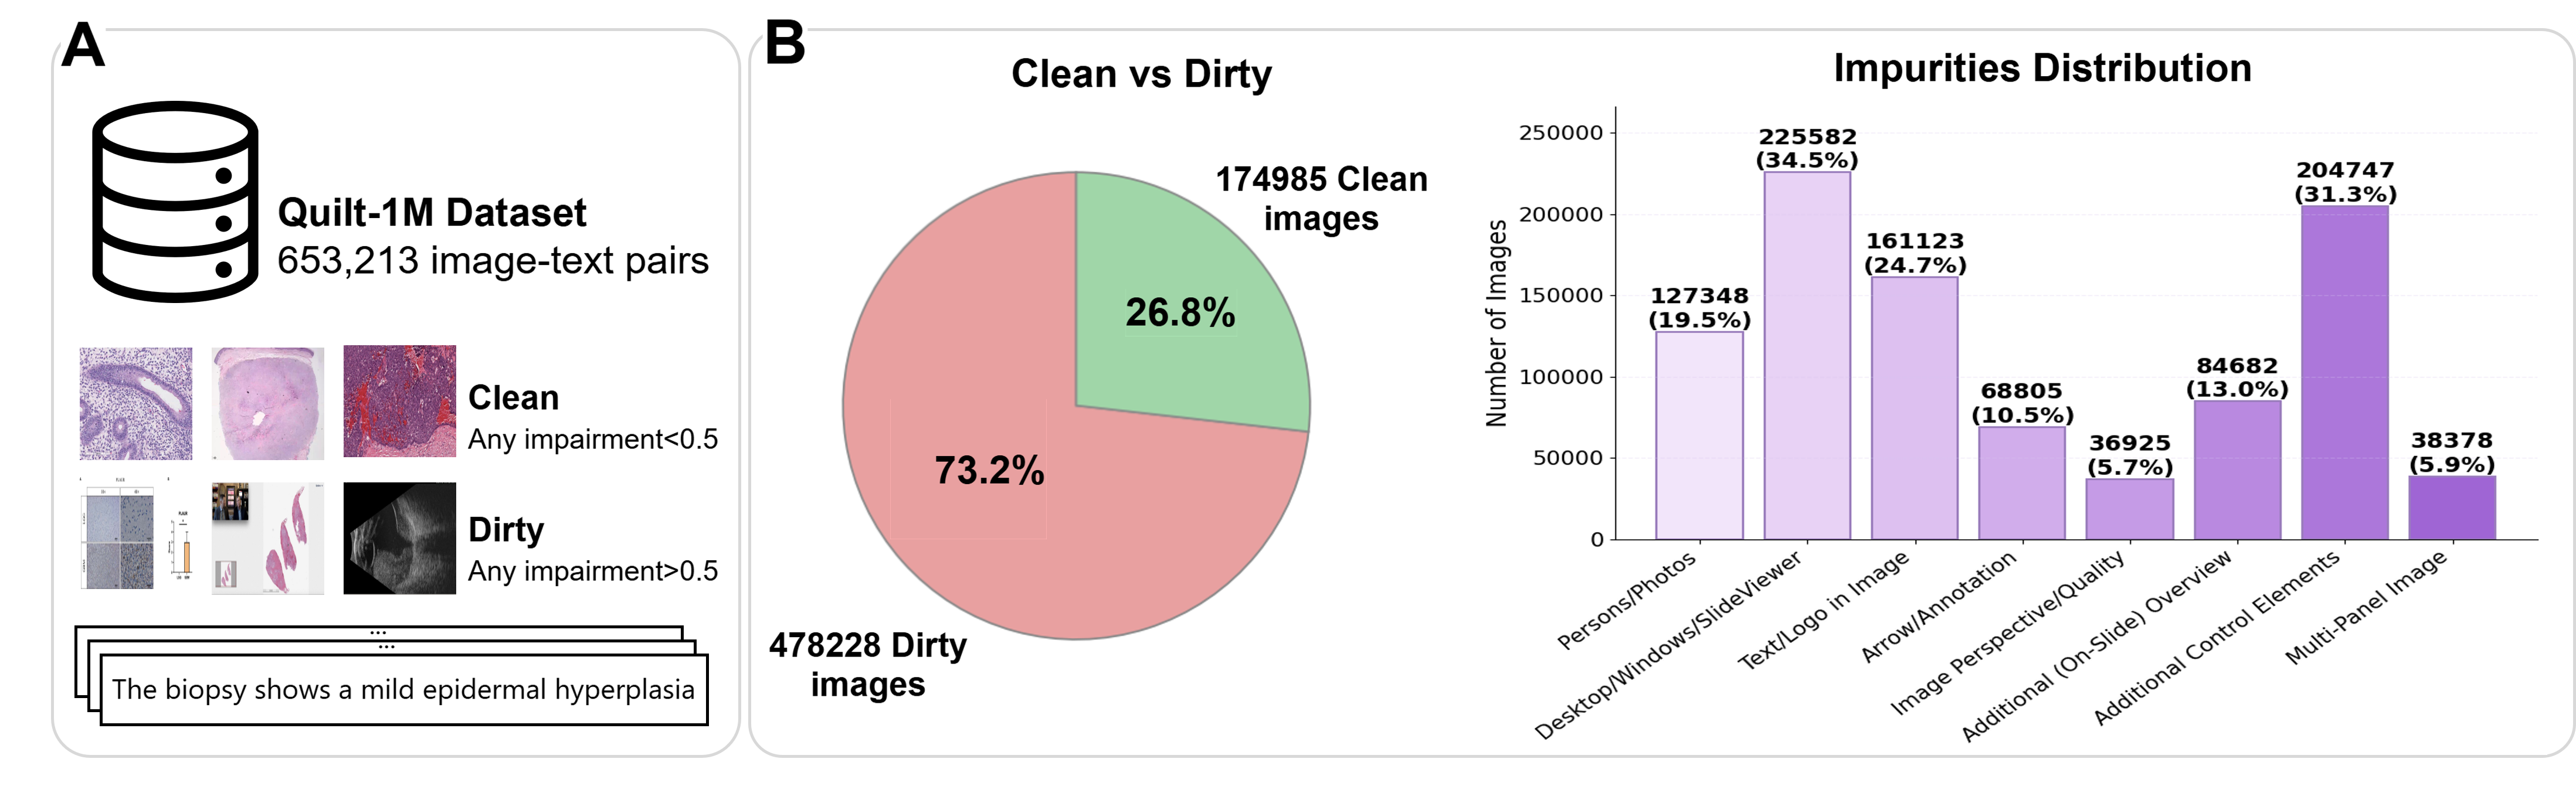 A
Quilt-1M Dataset
653,213 image-text pairs
Clean
Any impairment<0.5
Dirty
Any impairment>0.5
...
...
The biopsy shows a mild epidermal hyperplasia
B
Clean vs Dirty
174985 Clean
images
26.8%
73.2%
478228 Dirty
images
Impurities Distribution
Number of Images
250000
200000
150000
100000
50000
0
127348
(19.5%)
225582
(34.5%)
161123
(24.7%)
68805
(10.5%)
36925
(5.7%)
84682
(13.0%)
204747
(31.3%)
38378
(5.9%)
Persons/Photos
Desktop/Windows/SlideViewer
Text/Logo in Image
Arrow/Annotation
Image Perspective/Quality
Additional (On-Slide) Overview
Additional Control Elements
Multi-Panel Image